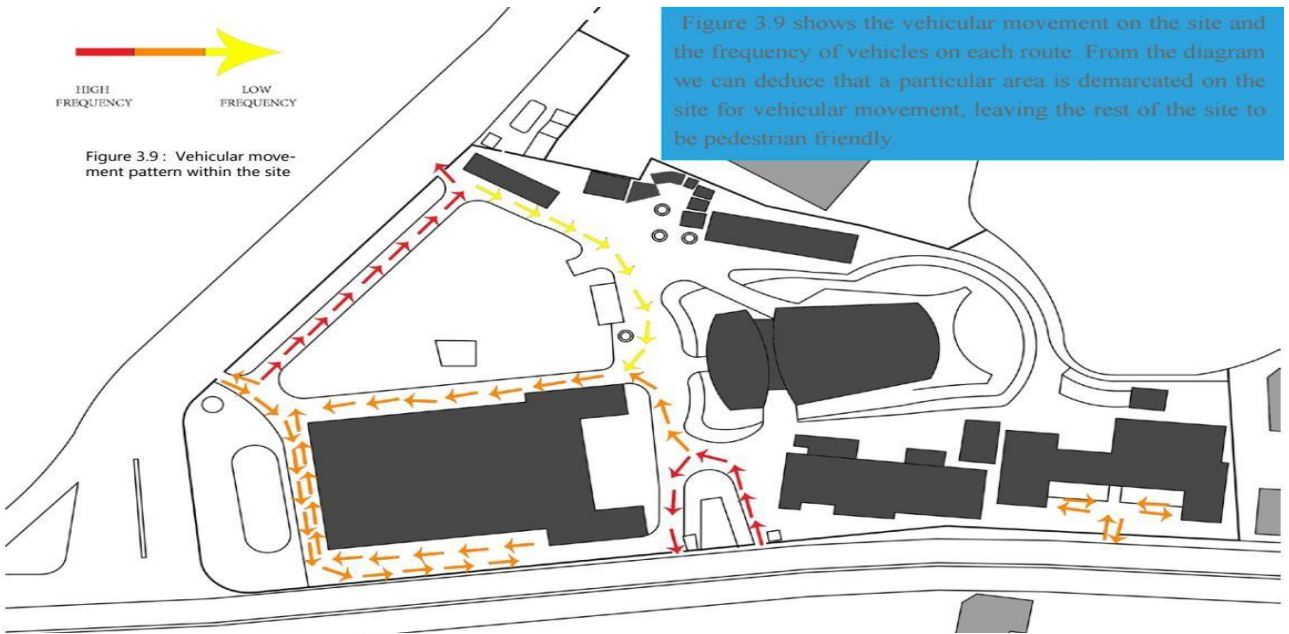 Figure 3.9 shows the vehicular movement on the site and
the frequency of vehicles on each route. From the diagram
we can deduce that a particular area is demarcated on the
site for vehicular movement, leaving the rest of the site to
be pedestrian friendly.
HIGH
FREQUENCY
LOW
FREQUENCY
Figure 3.9 : Vehicular move-
ment pattern within the site